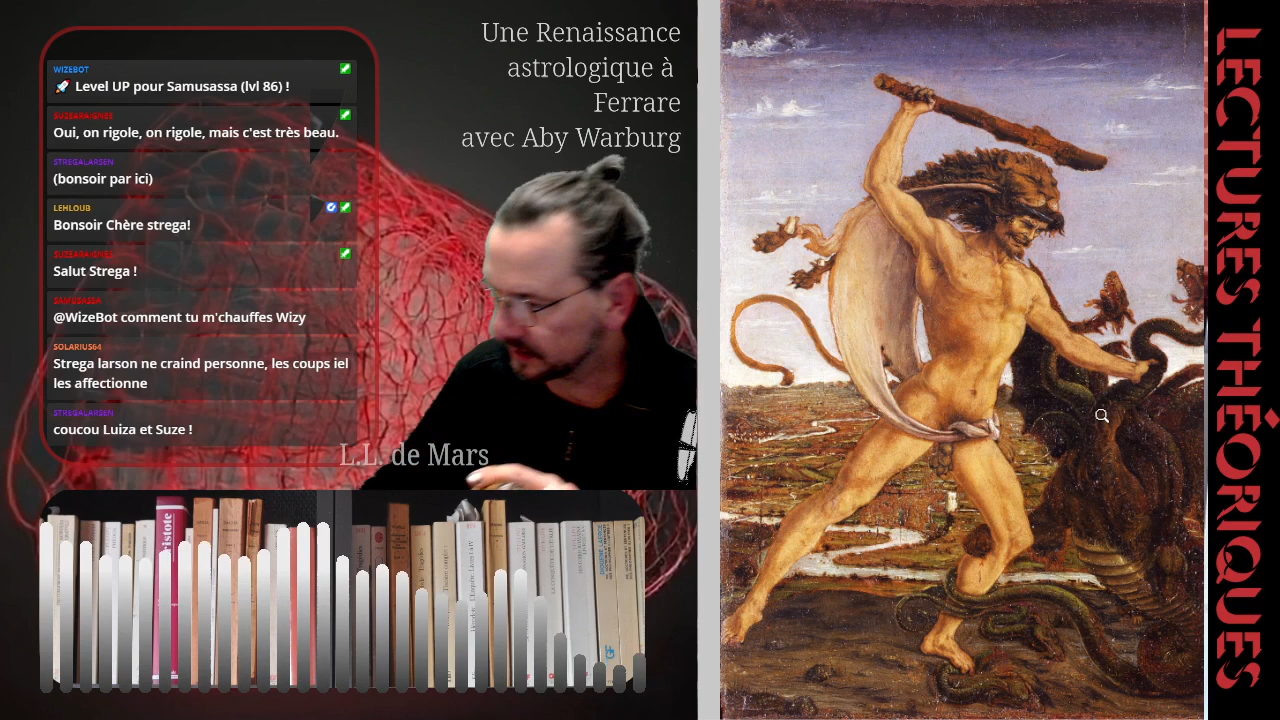 WIZEBOT
Level UP pour Samusassa (lvl 86) !
SUZEARAIGNEE
Oui, on rigole, on rigole, mais c'est très beau.
STREGALARSEN
(bonsoir par ici)
LEHLOUB
Bonsoir Chère strega!
SUZEARAIGNEE
Salut Strega !
SAMUSASSA
@WizeBot comment tu m'chauffes Wizy
SOLARIUS64
Strega larson ne craind personne, les coups iel
les affectionne
STREGALARSEN
coucou Luiza et Suze !
Une Renaissance
astrologique à
Ferrare
avec Aby Warburg
L.L. de Mars
LECTURES THÉORIQUES